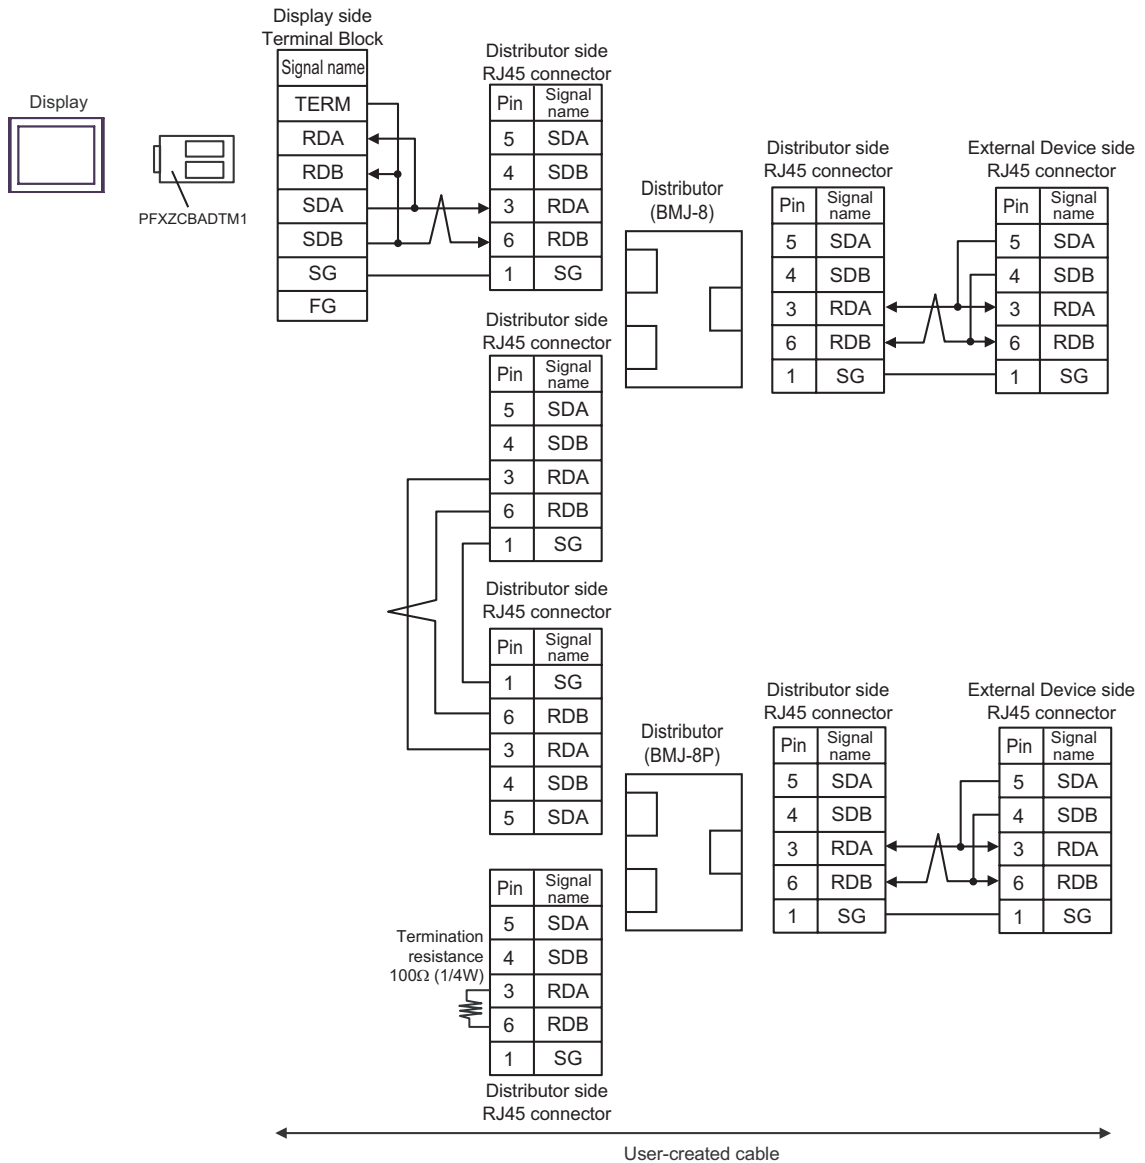 Display side
Terminal Block
Signal name
TERM
RDA
RDB
SDA
SDB
SG
FG
Display
PFXZCBADTM1
Distributor side
RJ45 connector
Pin Signal name
5 SDA
4 SDB
3 RDA
6 RDB
1 SG
Distributor
(BMJ-8)
Distributor side
RJ45 connector
Pin Signal name
5 SDA
4 SDB
3 RDA
6 RDB
1 SG
External Device side
RJ45 connector
Pin Signal name
5 SDA
4 SDB
3 RDA
6 RDB
1 SG
Distributor side
RJ45 connector
Pin Signal name
5 SDA
4 SDB
3 RDA
6 RDB
1 SG
Distributor side
RJ45 connector
Pin Signal name
1 SG
6 RDB
3 RDA
4 SDB
5 SDA
Distributor
(BMJ-8P)
Distributor side
RJ45 connector
Pin Signal name
5 SDA
4 SDB
3 RDA
6 RDB
1 SG
External Device side
RJ45 connector
Pin Signal name
5 SDA
4 SDB
3 RDA
6 RDB
1 SG
Termination
resistance
100Ω (1/4W)
Pin Signal name
5 SDA
4 SDB
3 RDA
6 RDB
1 SG
Distributor side
RJ45 connector
User-created cable